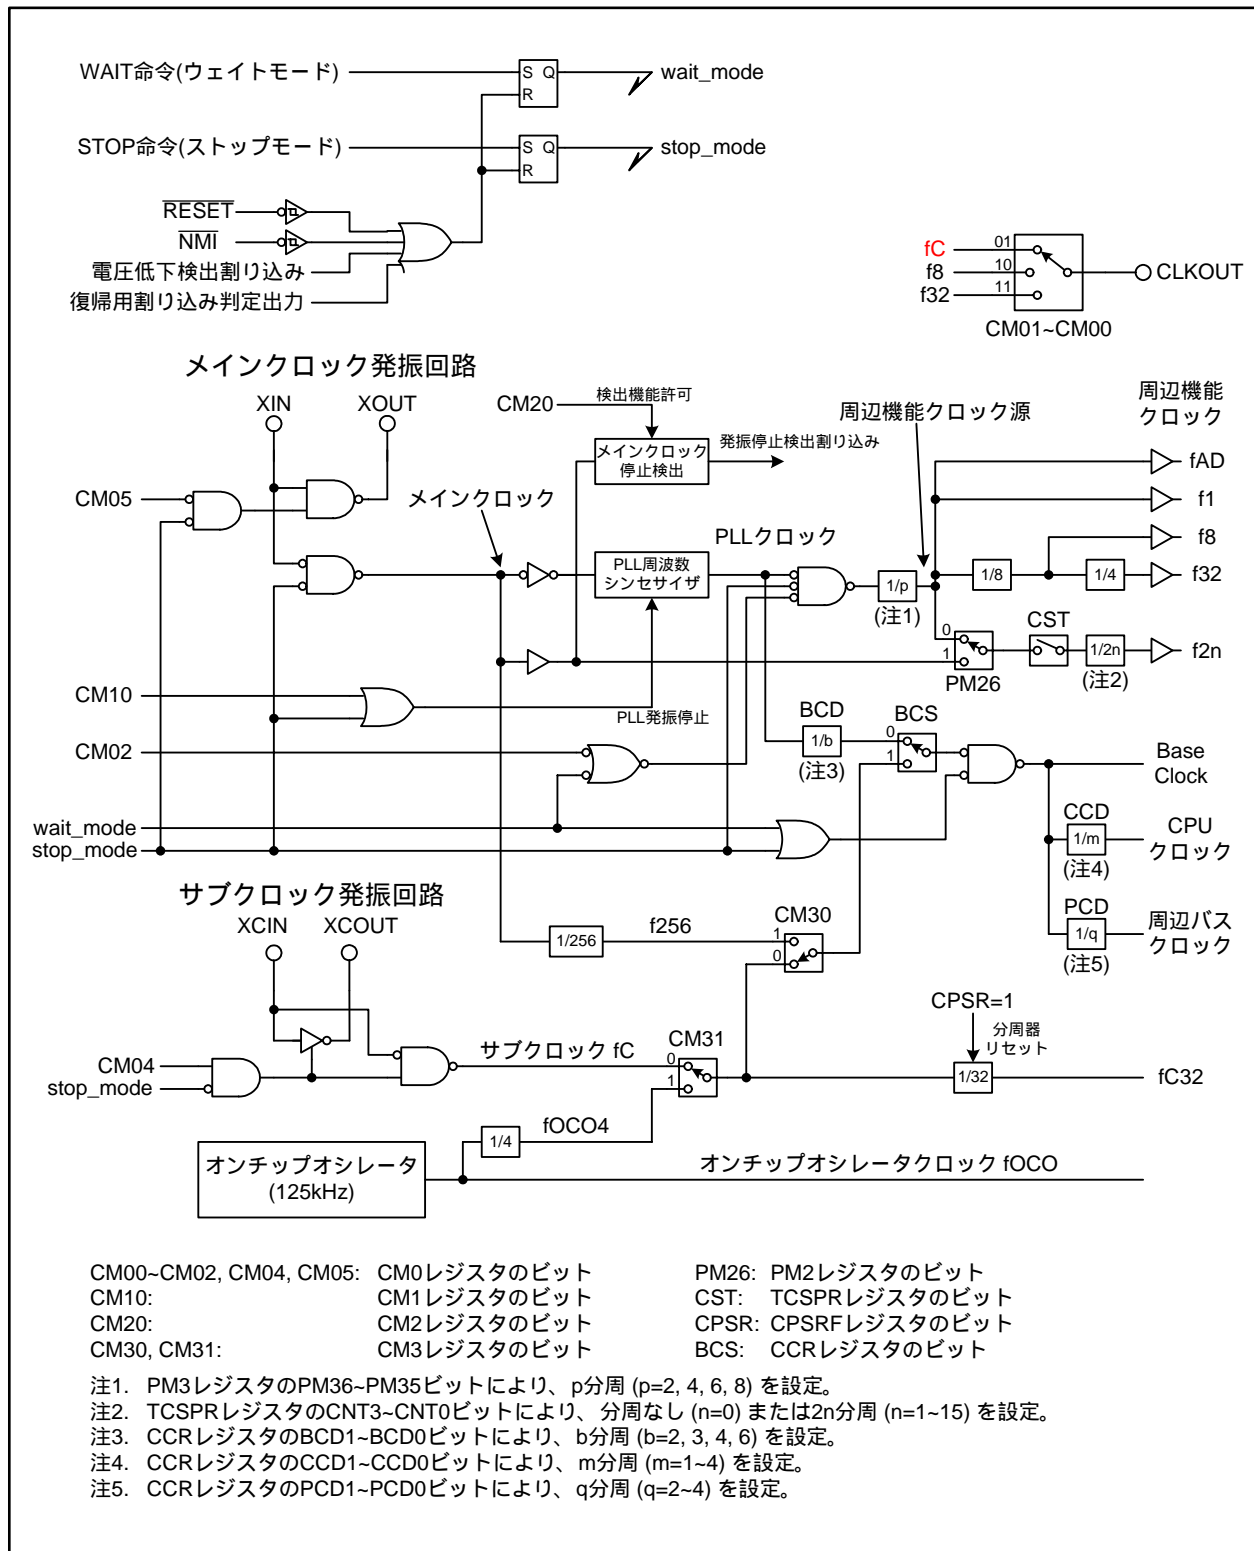 WAIT命令(ウェイトモード)
S Q
R
wait_mode
STOP命令(ストップモード)
S Q
R
stop_mode
RESET
NMI
電圧低下検出割り込み
復帰用割り込み判定出力
fC
01
f8
10
f32
11
CLKOUT
CM01~CM00
メインクロック発振回路
XIN
XOUT
CM20
検出機能許可
メインクロック
停止検出
発振停止検出割り込み
周辺機能クロック源
周辺機能
クロック
fAD
f1
f8
f32
f2n
CM05
メインクロック
PLL周波数
シンセサイザ
PLLクロック
1/p
(注1)
1/8
1/4
0
1
PM26
CST
1/2n
(注2)
CM10
PLL発振停止
CM02
BCD
1/b
(注3)
BCS
0
1
Base
Clock
wait_mode
stop_mode
CCD
1/m
(注4)
CPU
クロック
PCD
1/q
(注5)
周辺バス
クロック
サブクロック発振回路
XCIN
XCOUT
1/256
f256
CM30
1
0
CPSR=1
分周器
リセット
CM04
stop_mode
サブクロック fC
CM31
0
1
1/32
fC32
1/4
fOCO4
オンチップオシレータ
(125kHz)
オンチップオシレータクロック fOCO
CM00~CM02, CM04, CM05: CM0レジスタのビット
PM26: PM2レジスタのビット
CM10: CM1レジスタのビット
CST: TCSPRレジスタのビット
CM20: CM2レジスタのビット
CPSR: CPSRFレジスタのビット
CM30, CM31: CM3レジスタのビット
BCS: CCRレジスタのビット
注1. PM3レジスタのPM36~PM35ビットにより、p分周 (p=2, 4, 6, 8) を設定。
注2. TCSPRレジスタのCNT3~CNT0ビットにより、分周なし (n=0) または2n分周 (n=1~15) を設定。
注3. CCRレジスタのBCD1~BCD0ビットにより、b分周 (b=2, 3, 4, 6) を設定。
注4. CCRレジスタのCCD1~CCD0ビットにより、m分周 (m=1~4) を設定。
注5. CCRレジスタのPCD1~PCD0ビットにより、q分周 (q=2~4) を設定。